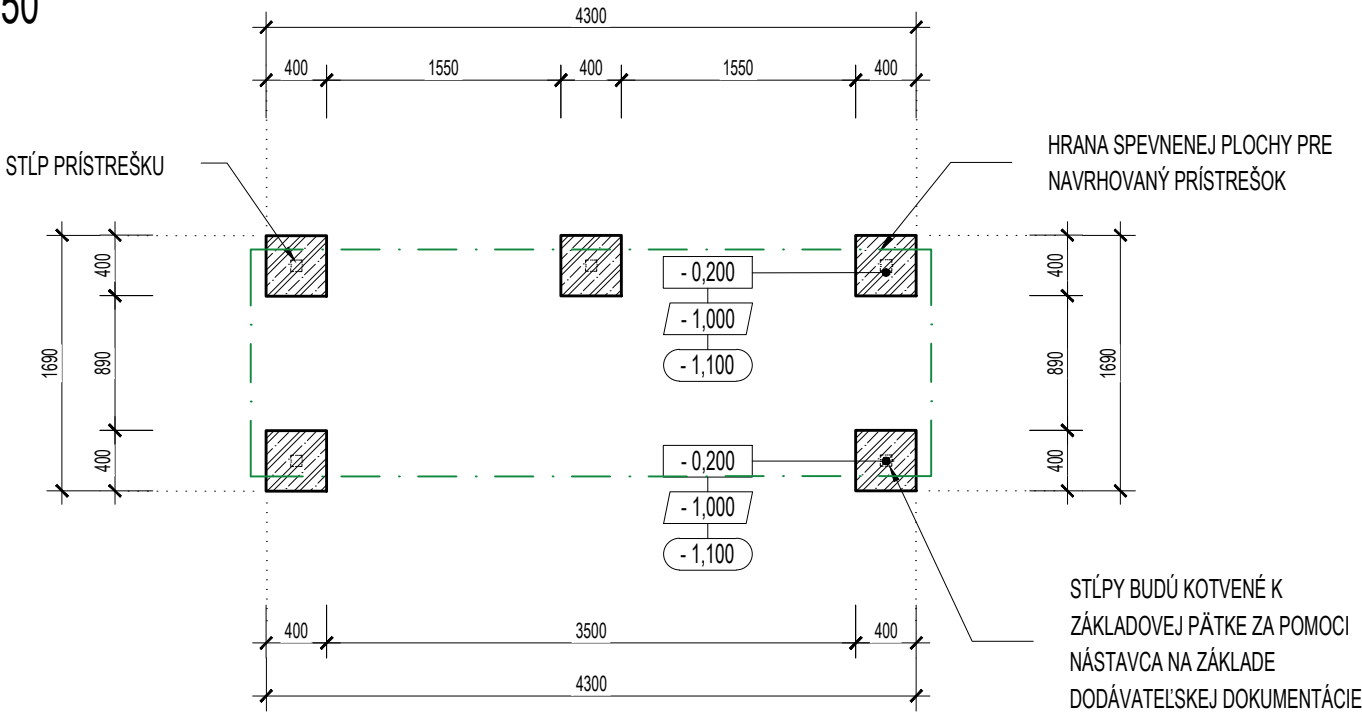 50
4300
400 1550 400 1550 400
STĹP PRÍSTREŠKU
HRANA SPEVNENEJ PLOCHY PRE
NAVRHOVANÝ PRÍSTREŠOK
1690
400
890
400
- 0,200
- 1,000
- 1,100
- 0,200
- 1,000
- 1,100
400
890
400
1690
400 3500 400
4300
STĹPY BUDÚ KOTVENÉ K
ZÁKLADOVEJ PÄTKE ZA POMOCI
NÁSTAVCA NA ZÁKLADE
DODÁVATEĽSKEJ DOKUMENTÁCIE